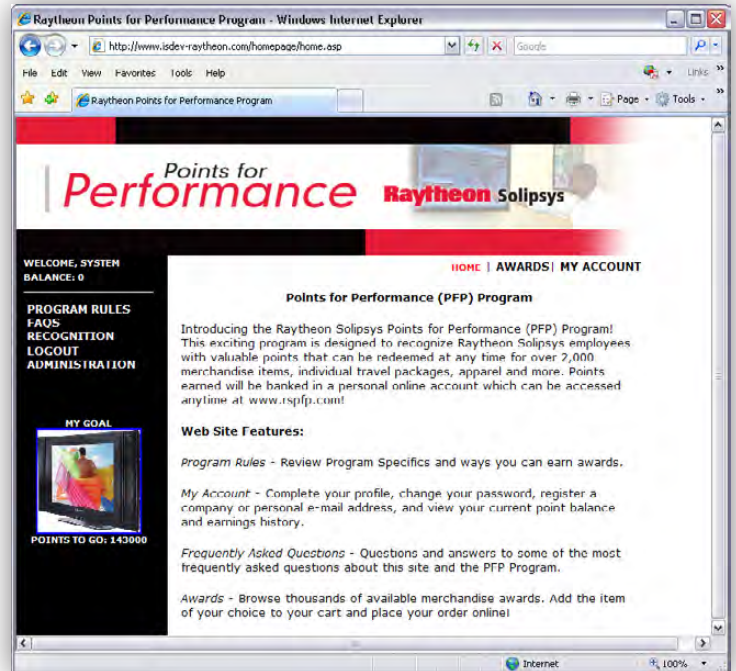 Raytheon Points for Performance Program - Windows Internet Explorer
http://www.isdev-raytheon.com/homepage/home.asp
Google
File Edit View Favorites Tools Help
Links
Raytheon Points for Performance Program
Page Tools
Points for
Performance
Raytheon Solipsys
WELCOME, SYSTEM
BALANCE: 0
HOME | AWARDS| MY ACCOUNT
PROGRAM RULES
FAQS
RECOGNITION
LOGOUT
ADMINISTRATION
MY GOAL
POINTS TO GO: 143000
Points for Performance (PFP) Program
Introducing the Raytheon Solipsys Points for Performance (PFP) Program!
This exciting program is designed to recognize Raytheon Solipsys employees
with valuable points that can be redeemed at any time for over 2,000
merchandise items, individual travel packages, apparel and more. Points
earned will be banked in a personal online account which can be accessed
anytime at www.rspfp.com!
Web Site Features:
Program Rules - Review Program Specifics and ways you can earn awards.
My Account - Complete your profile, change your password, register a
company or personal e-mail address, and view your current point balance
and earnings history.
Frequently Asked Questions - Questions and answers to some of the most
frequently asked questions about this site and the PFP Program.
Awards - Browse thousands of available merchandise awards. Add the item
of your choice to your cart and place your order online!
Internet
100%